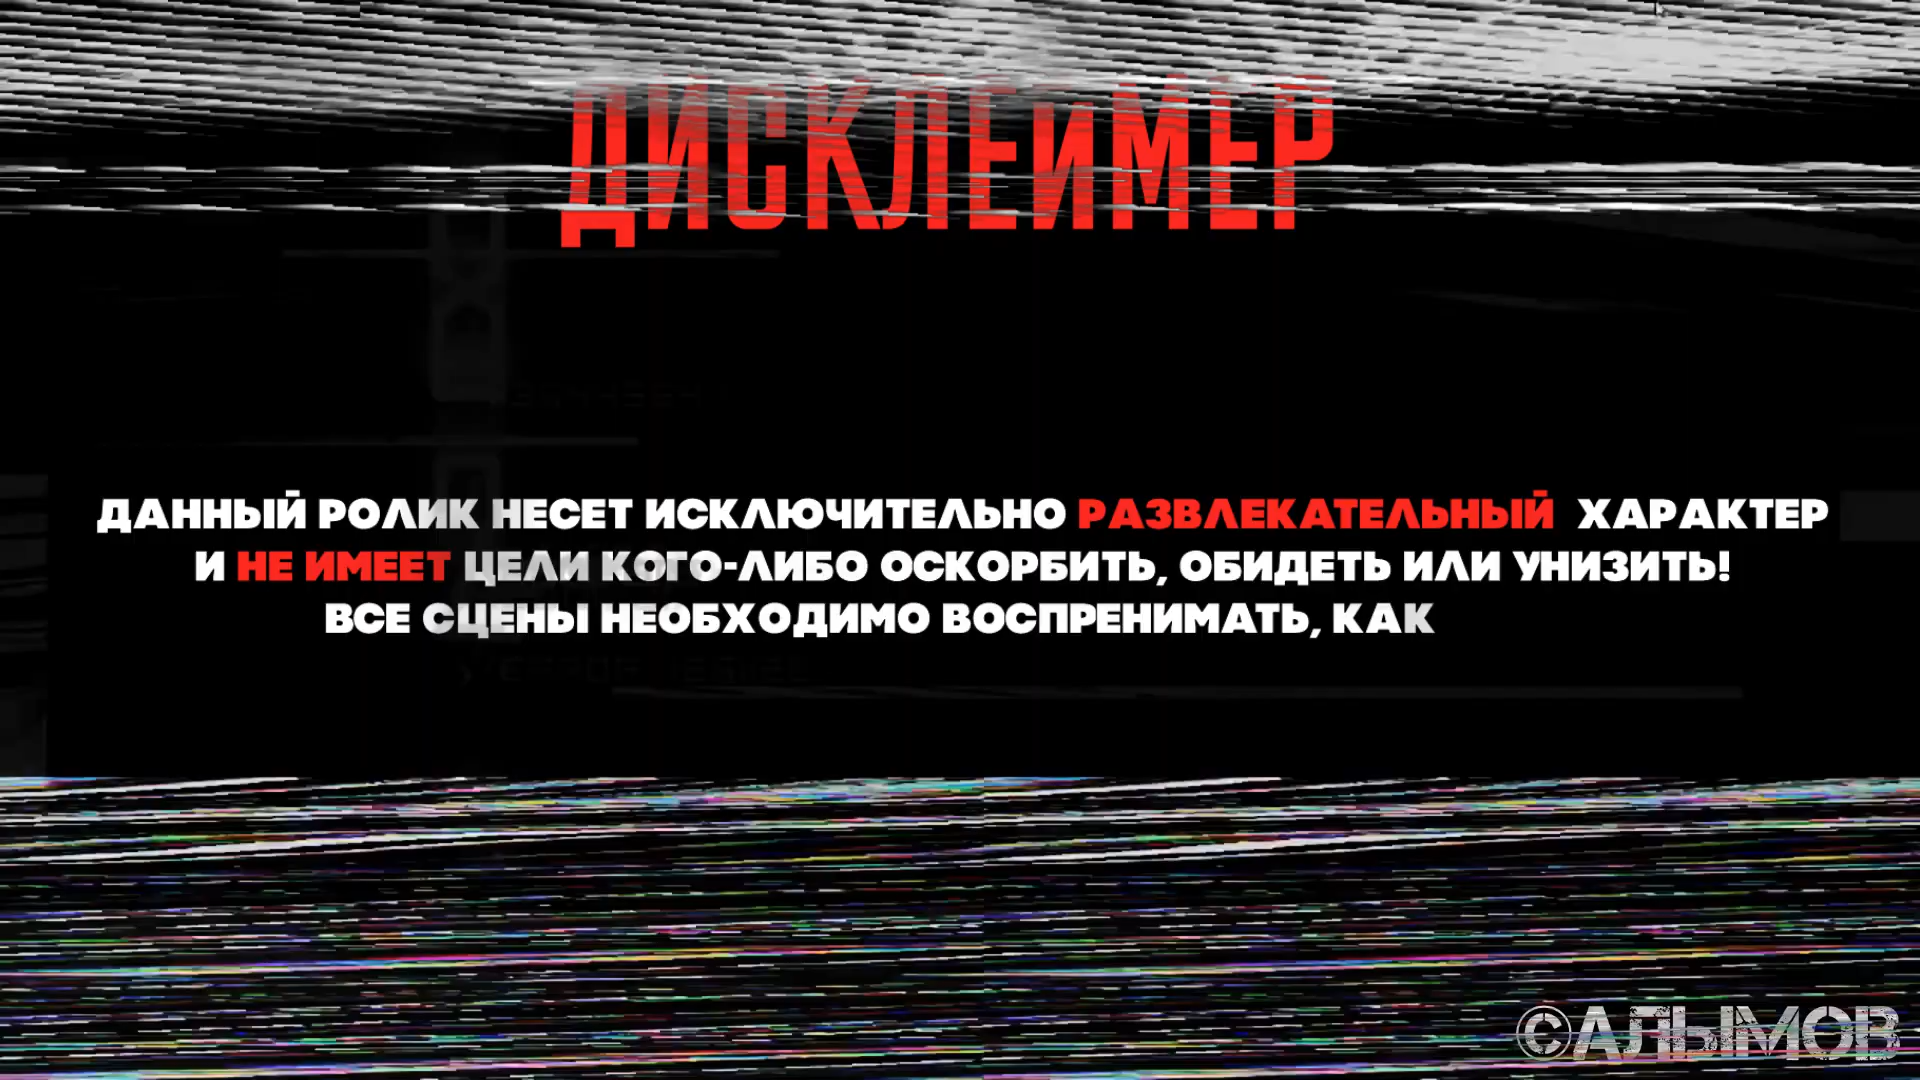 ДИСКЛЕЙМЕР
ДАННЫЙ РОЛИК НЕСЕТ ИСКЛЮЧИТЕЛЬНО РАЗВЛЕКАТЕЛЬНЫЙ ХАРАКТЕР
И НЕ ИМЕЕТ ЦЕЛИ КОГО-ЛИБО ОСКОРБИТЬ, ОБИДЕТЬ ИЛИ УНИЗИТЬ!
ВСЕ СЦЕНЫ НЕОБХОДИМО ВОСПРЕНИМАТЬ, КАК
©АЛЫМОВ